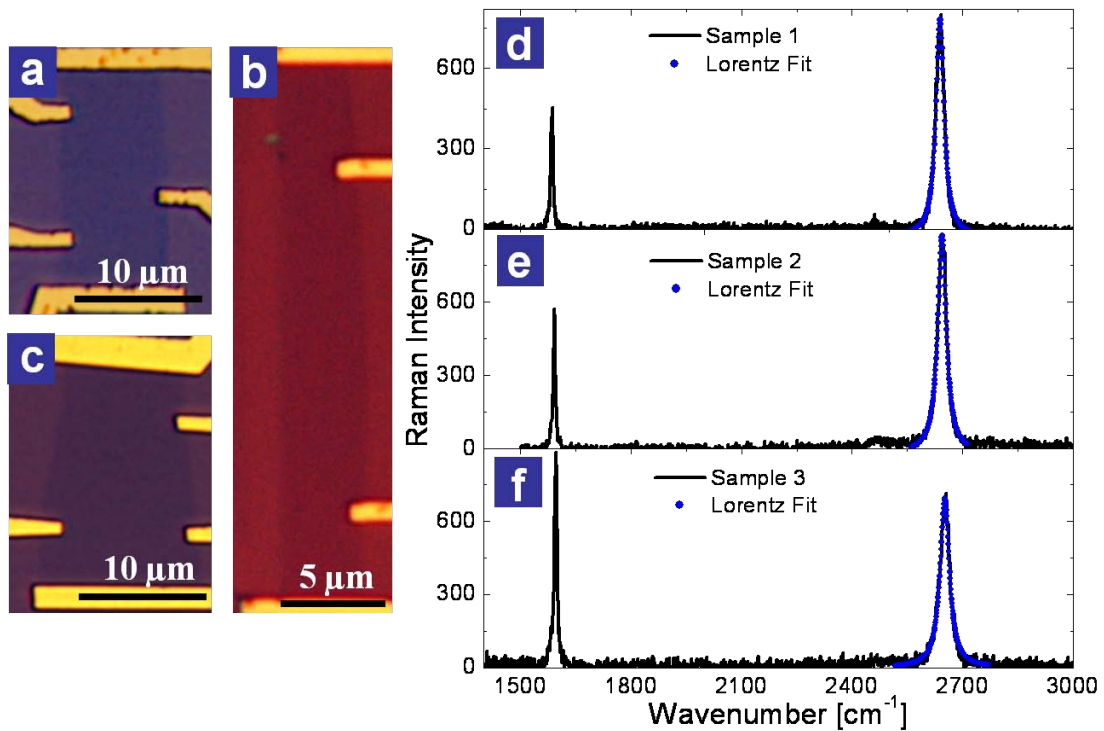 a
10 µm
b
5 µm
c
10 µm
d
Sample 1
Lorentz Fit
600
300
0
e
Sample 2
Lorentz Fit
600
300
0
f
Sample 3
Lorentz Fit
600
300
0
Raman Intensity
1500 1800 2100 2400 2700 3000
Wavenumber [cm⁻¹]